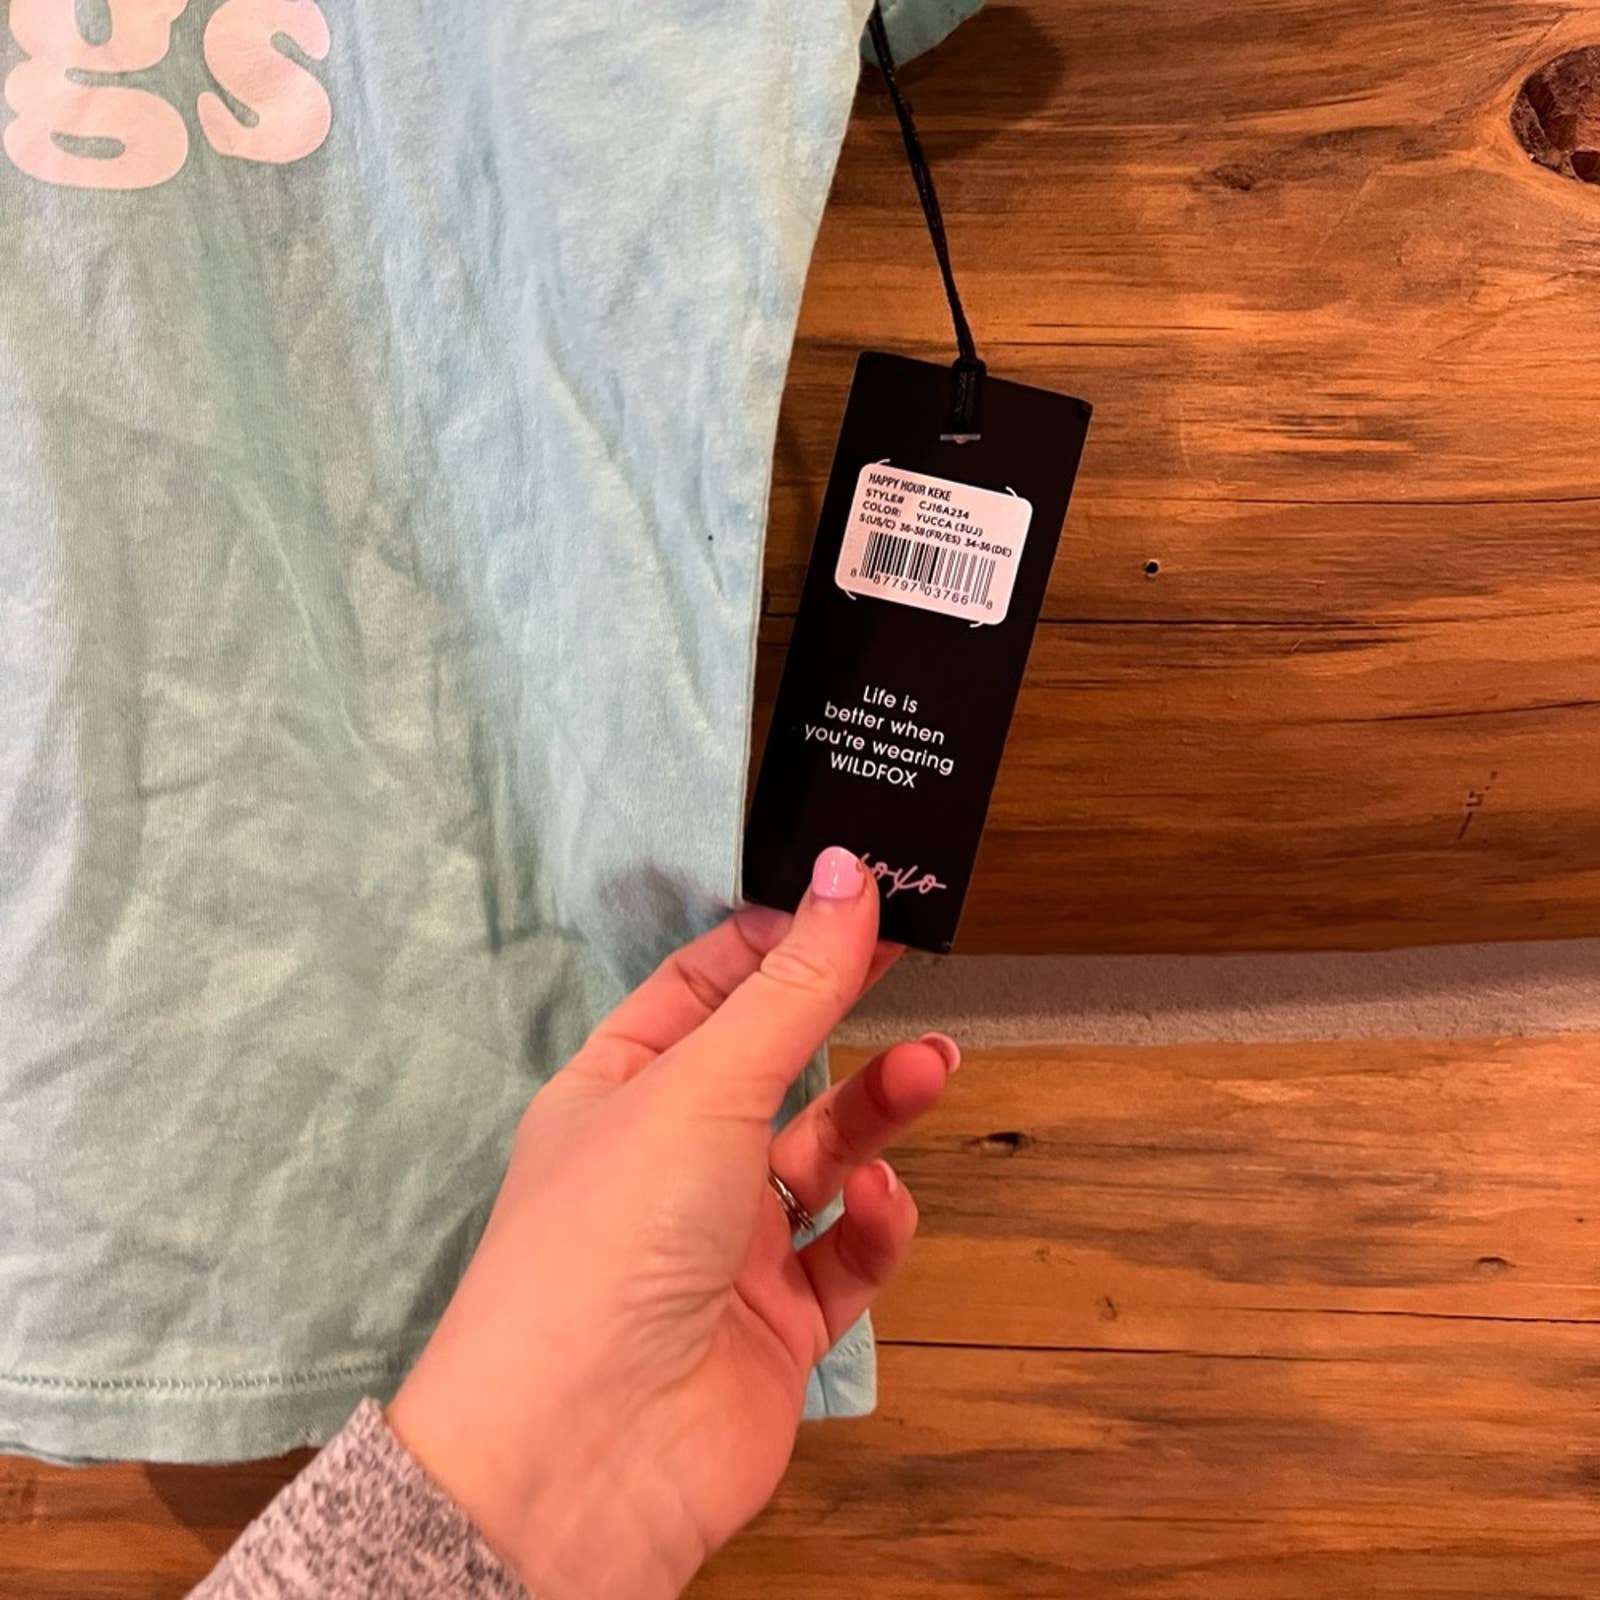 gs
HAPPY HOUR KEKE
STYLE# CJ16A234
COLOR: YUCCA (3UJ)
S(US/C) 36-38(FR/ES) 34-36(DE)
8 87797 03766 8
Life is
better when
you're wearing
WILDFOX
xoxo